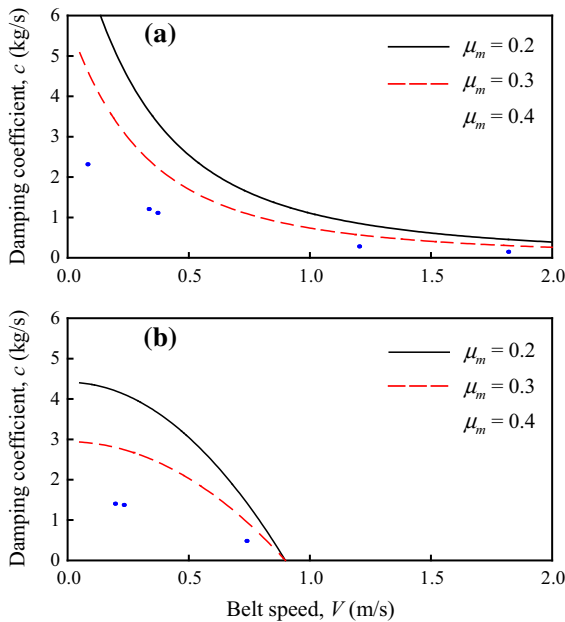 (a)
Damping coefficient, c (kg/s)
6
5
4
3
2
1
0
μm = 0.2
μm = 0.3
μm = 0.4
0.0 0.5 1.0 1.5 2.0
(b)
Damping coefficient, c (kg/s)
6
5
4
3
2
1
0
μm = 0.2
μm = 0.3
μm = 0.4
0.0 0.5 1.0 1.5 2.0
Belt speed, V (m/s)